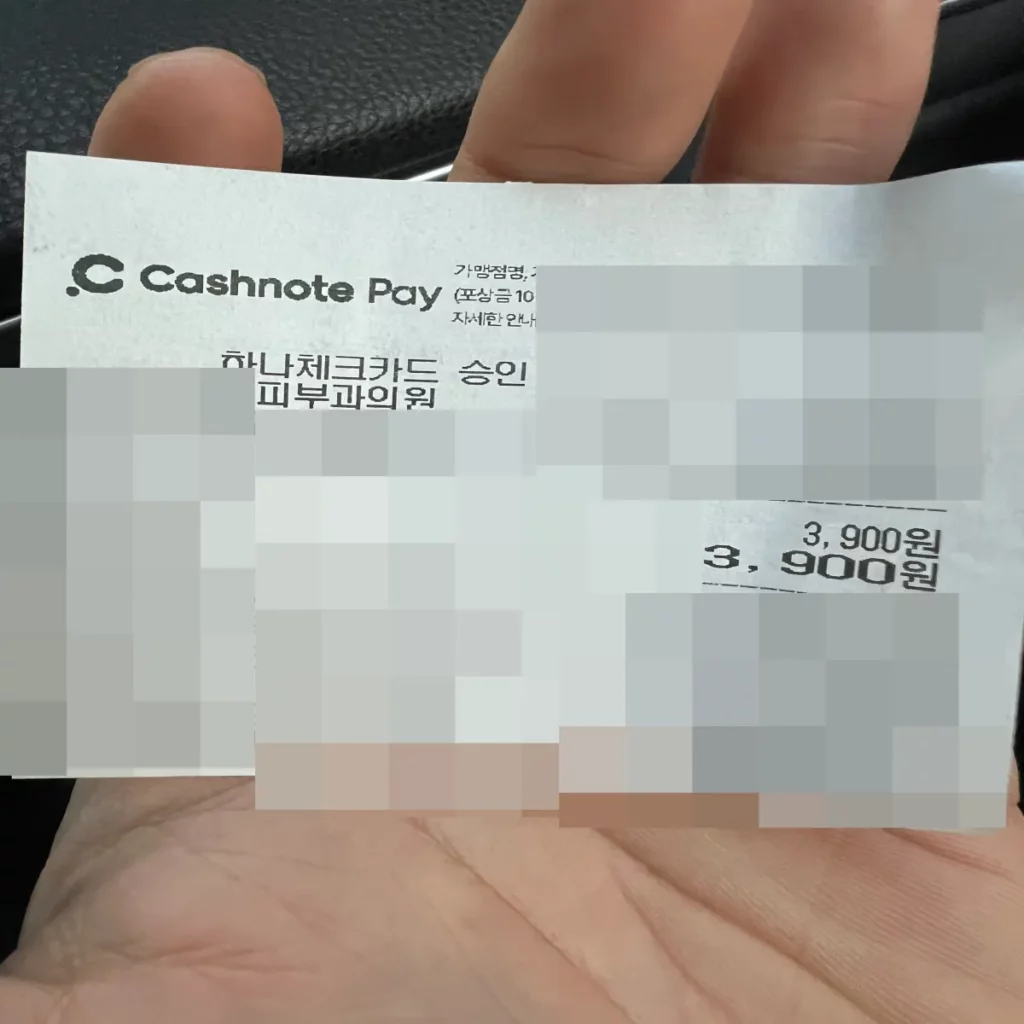 Cashnote Pay
가맹점명,
(포상금 10
자세한 안내
하나체크카드 승인
피부과의원
3,900원
3,900원